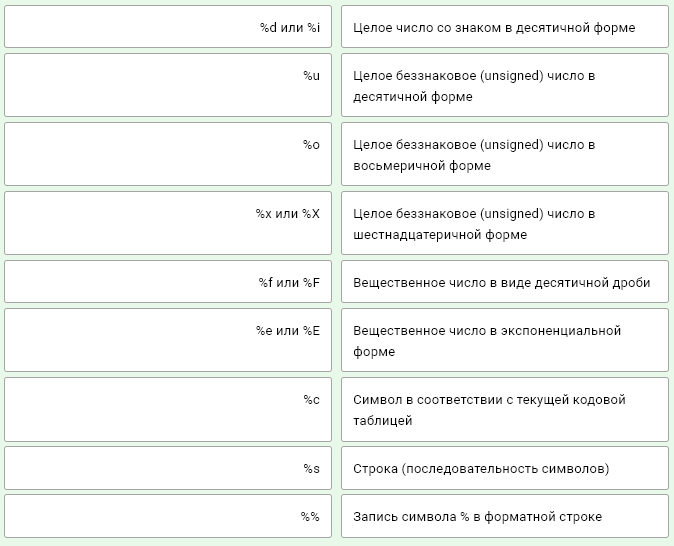 %d или %i
Целое число со знаком в десятичной форме
%u
Целое беззнаковое (unsigned) число в
десятичной форме
%o
Целое беззнаковое (unsigned) число в
восьмеричной форме
%x или %X
Целое беззнаковое (unsigned) число в
шестнадцатеричной форме
%f или %F
Вещественное число в виде десятичной дроби
%e или %E
Вещественное число в экспоненциальной
форме
%c
Символ в соответствии с текущей кодовой
таблицей
%s
Строка (последовательность символов)
%%
Запись символа % в форматной строке